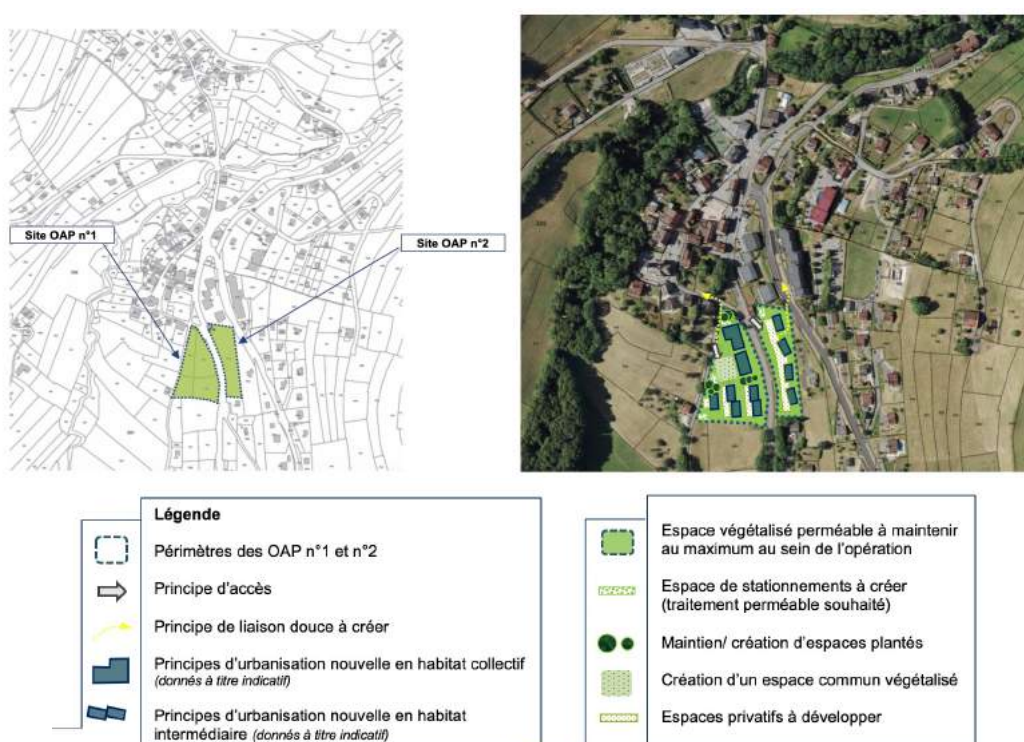 Site OAP n°1
Site OAP n°2
Légende
Périmètres des OAP n°1 et n°2
Principe d'accès
Principe de liaison douce à créer
Principes d'urbanisation nouvelle en habitat collectif
(donnés à titre indicatif)
Principes d'urbanisation nouvelle en habitat
intermédiaire (donnés à titre indicatif)
Espace végétalisé perméable à maintenir
au maximum au sein de l'opération
Espace de stationnements à créer
(traitement perméable souhaité)
Maintien/ création d'espaces plantés
Création d'un espace commun végétalisé
Espaces privatifs à développer